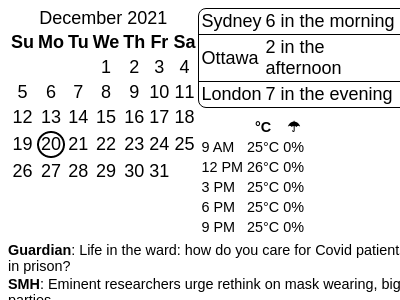 December 2021
Su Mo Tu We Th Fr Sa
1 2 3 4
5 6 7 8 9 10 11
12 13 14 15 16 17 18
19 20 21 22 23 24 25
26 27 28 29 30 31
Sydney 6 in the morning
Ottawa 2 in the
afternoon
London 7 in the evening
°C ☂
9 AM 25°C 0%
12 PM 26°C 0%
3 PM 25°C 0%
6 PM 25°C 0%
9 PM 25°C 0%
Guardian: Life in the ward: how do you care for Covid patient
in prison?
SMH: Eminent researchers urge rethink on mask wearing, big
parties